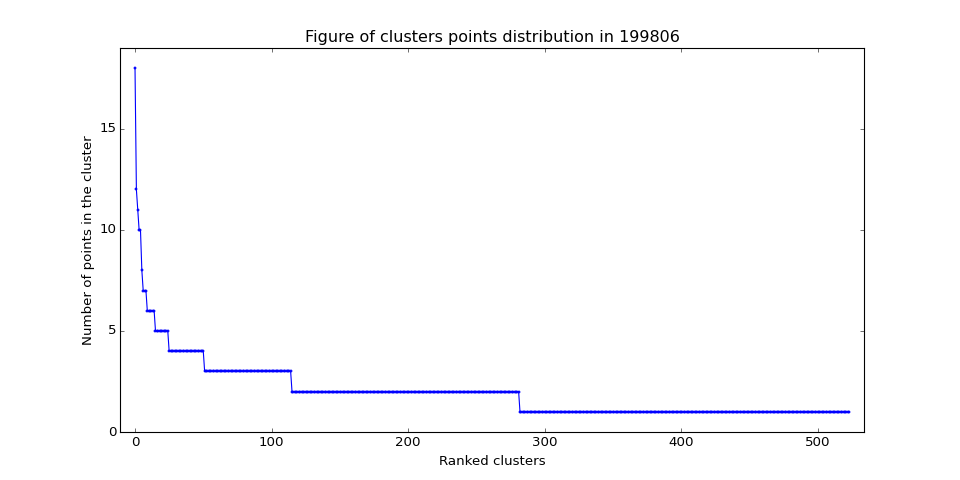 Figure of clusters points distribution in 199806
Number of points in the cluster
15
10
5
0
0 100 200 300 400 500
Ranked clusters